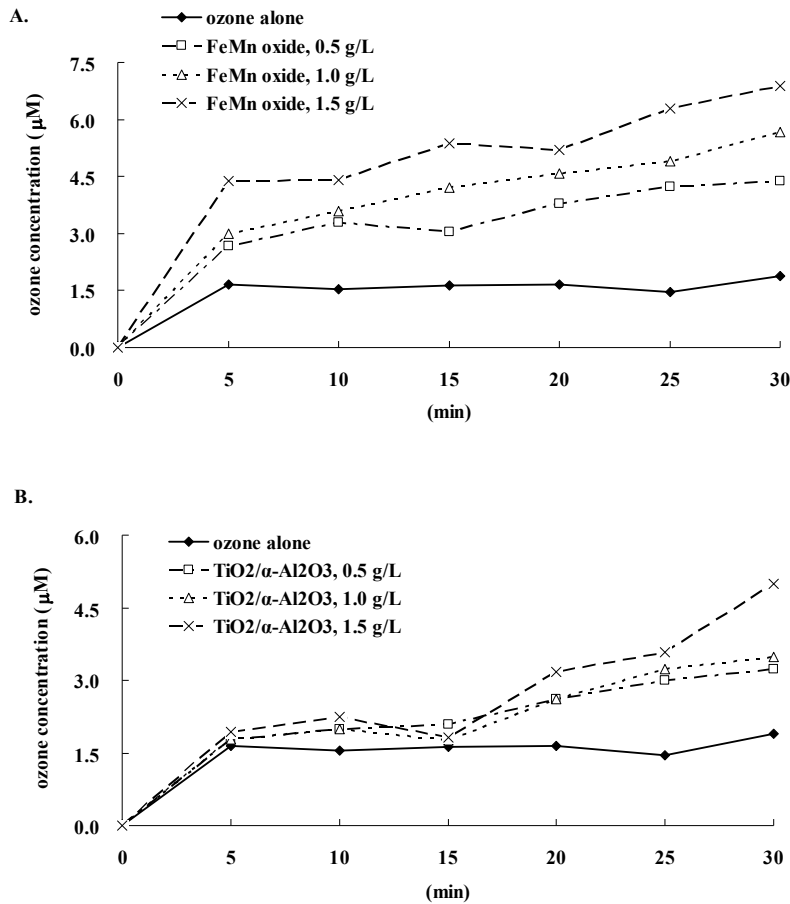 A.
ozone alone
FeMn oxide, 0.5 g/L
FeMn oxide, 1.0 g/L
FeMn oxide, 1.5 g/L
7.5
6.0
4.5
3.0
1.5
0.0
ozone concentration ( μM)
0 5 10 15 20 25 30
(min)
B.
ozone alone
TiO2/α-Al2O3, 0.5 g/L
TiO2/α-Al2O3, 1.0 g/L
TiO2/α-Al2O3, 1.5 g/L
6.0
4.5
3.0
1.5
0.0
ozone concentration ( μM)
0 5 10 15 20 25 30
(min)